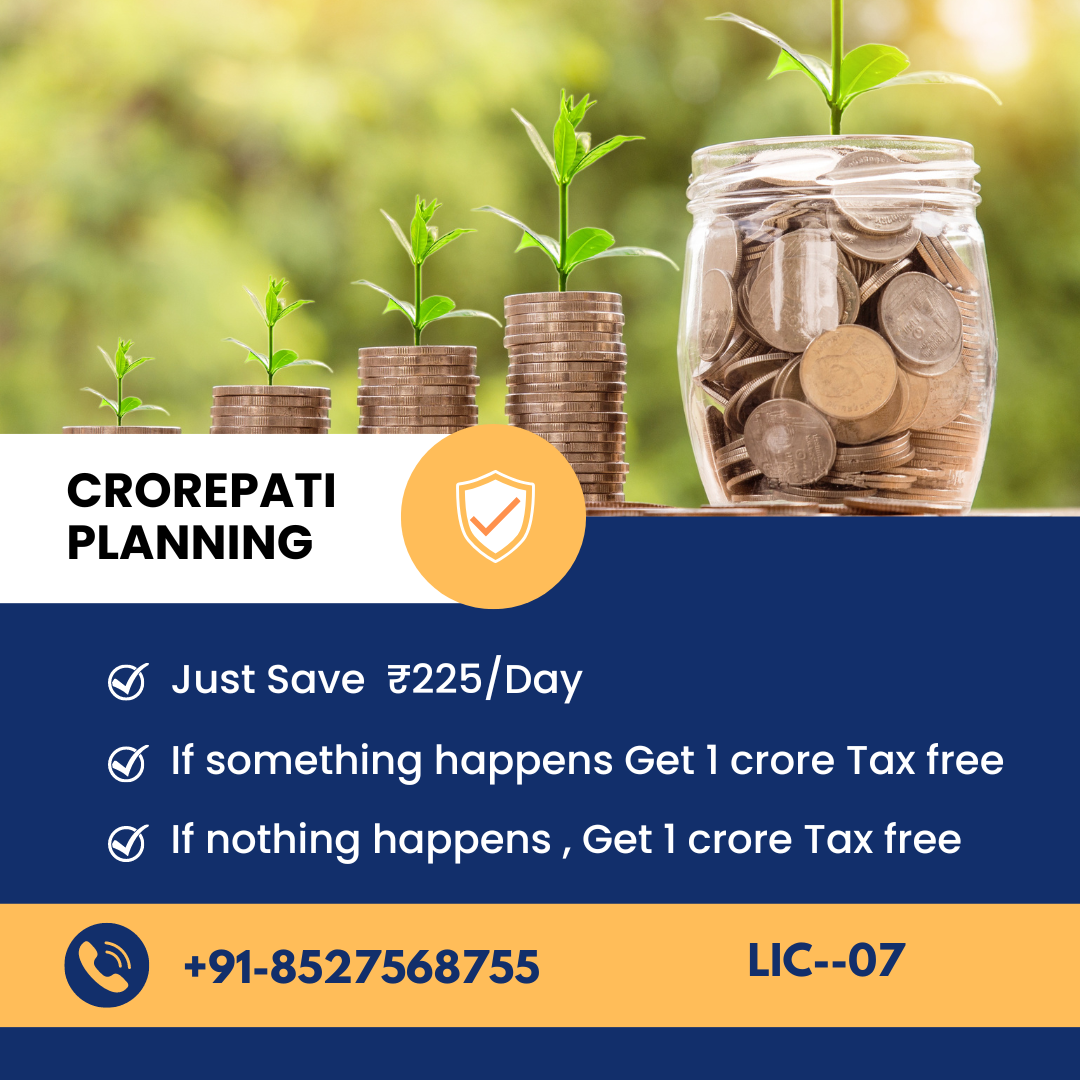 CROREPATI
PLANNING
Just Save ₹225/Day
If something happens Get 1 crore Tax free
If nothing happens , Get 1 crore Tax free
+91-8527568755
LIC--07